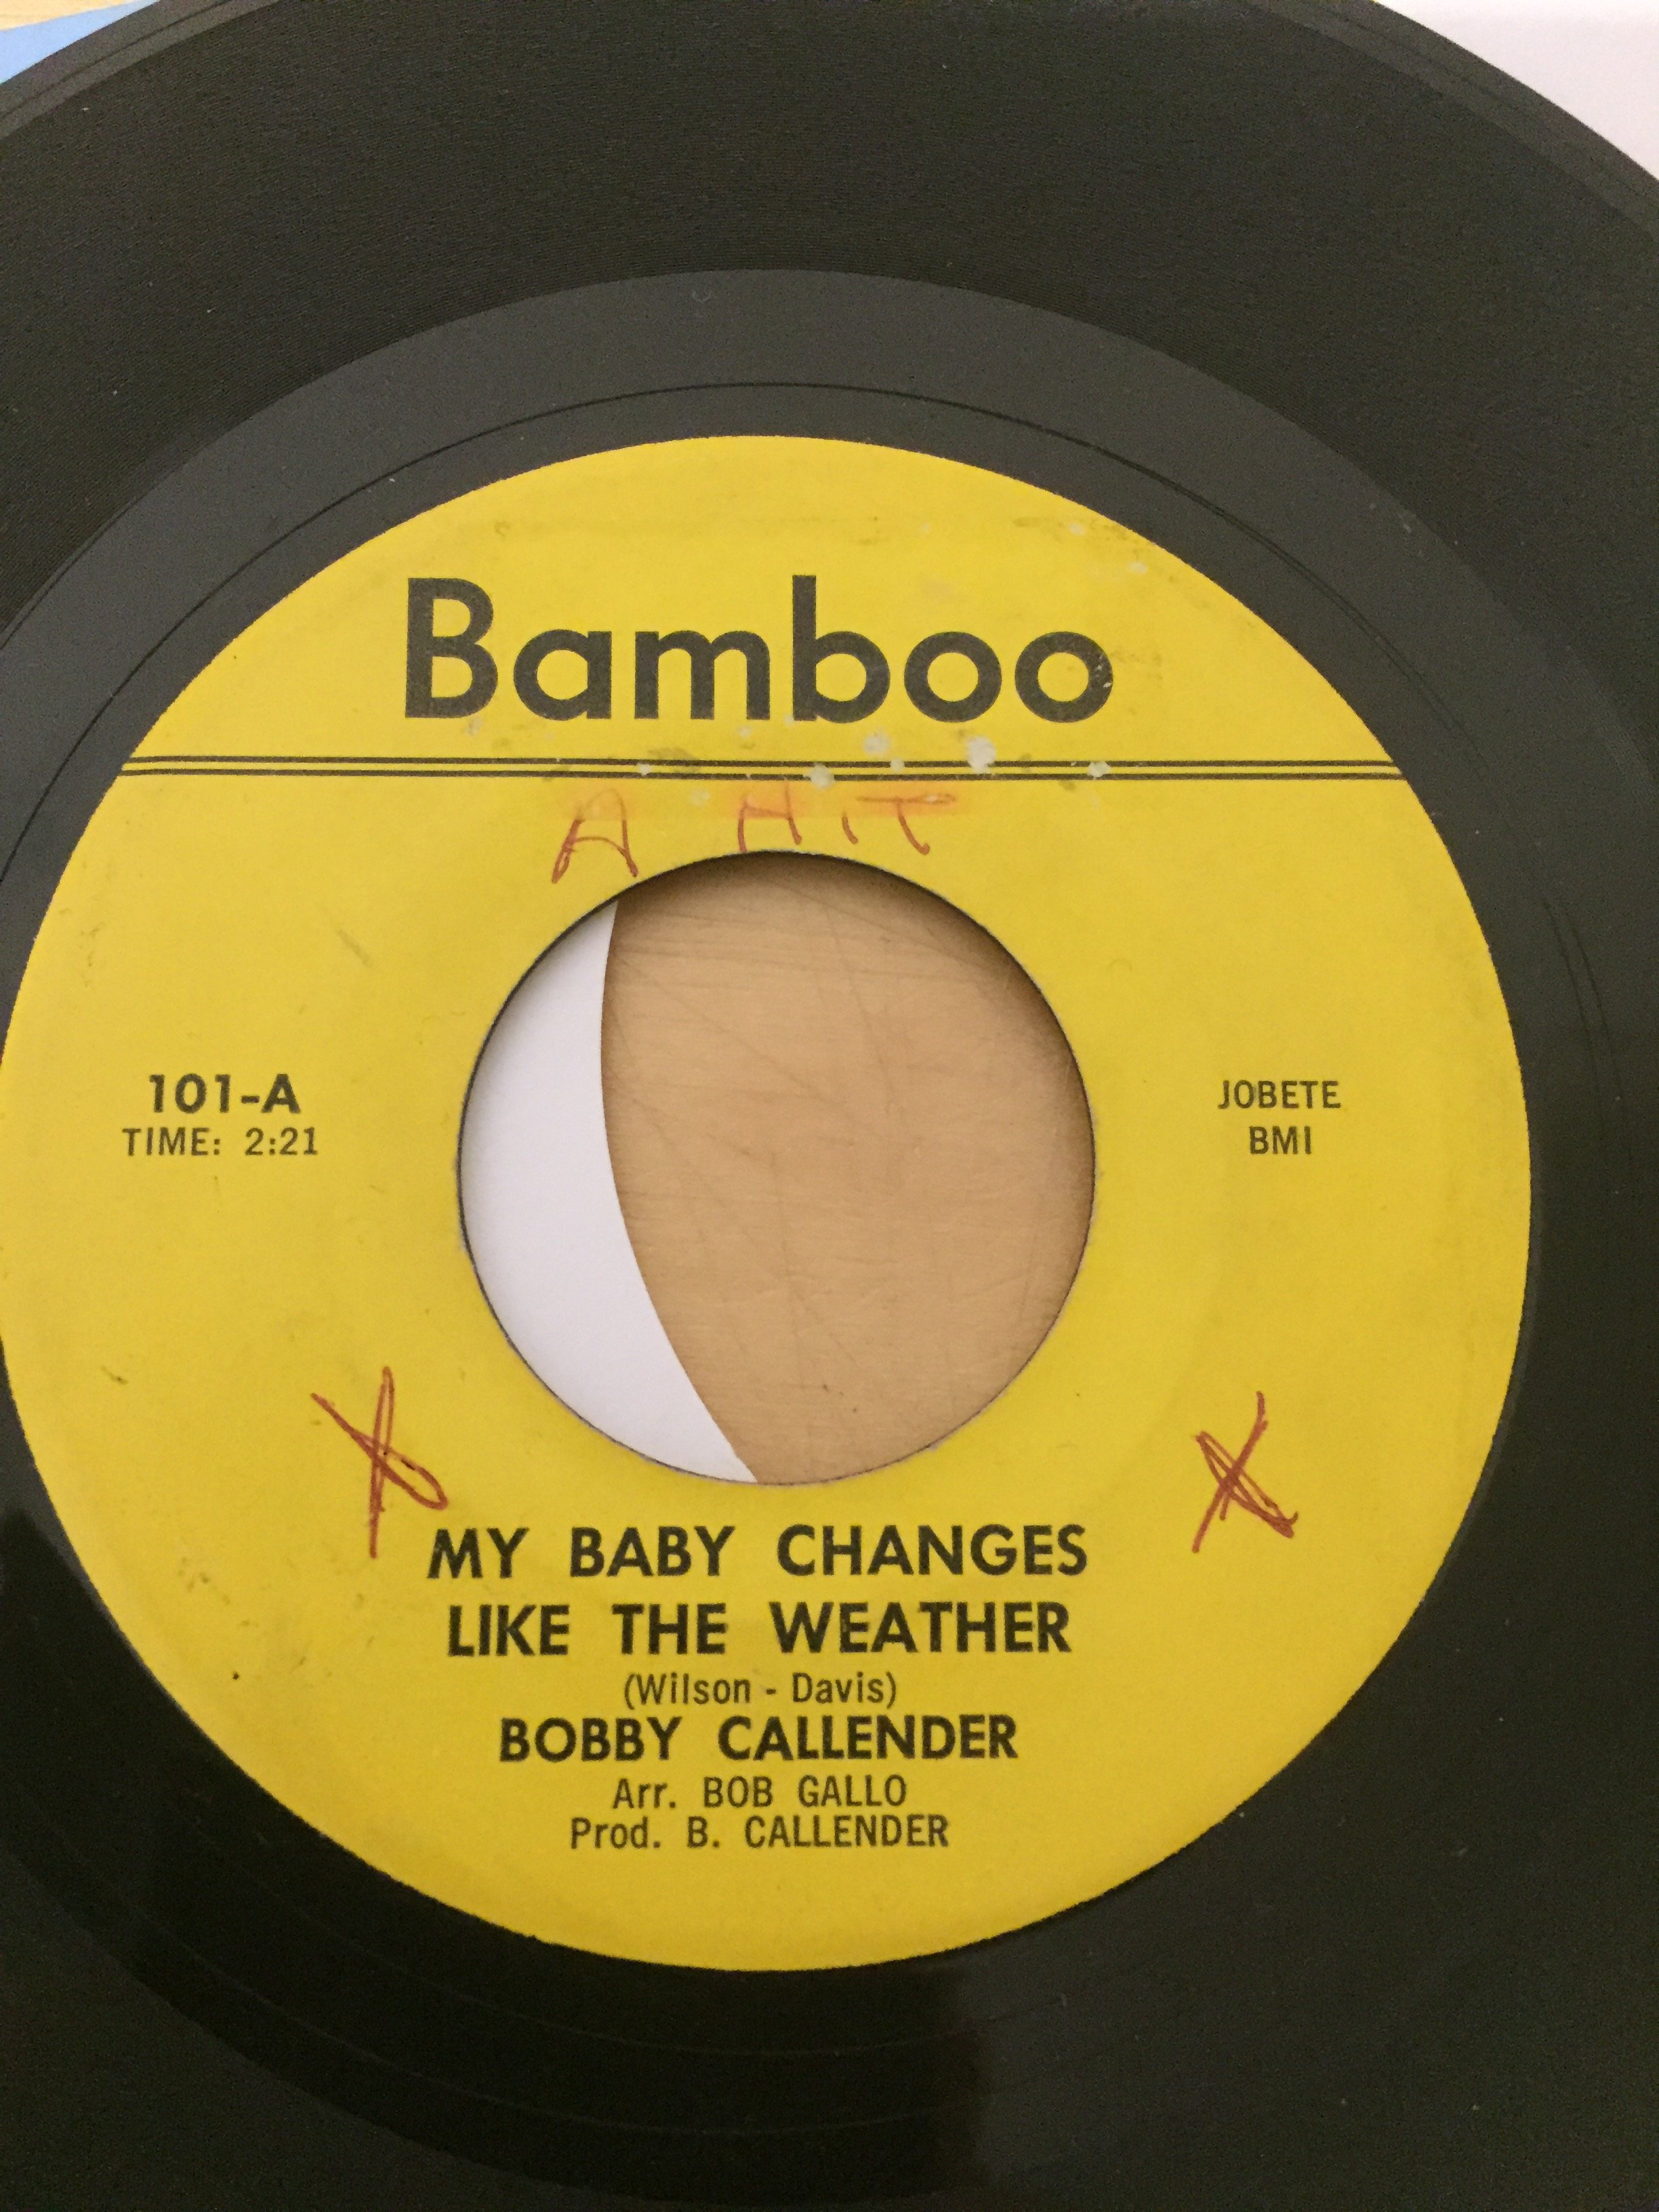 Bamboo
A HIT
101-A
TIME: 2:21
JOBETE
BMI
X X
MY BABY CHANGES
LIKE THE WEATHER
(Wilson - Davis)
BOBBY CALLENDER
Arr. BOB GALLO
Prod. B. CALLENDER